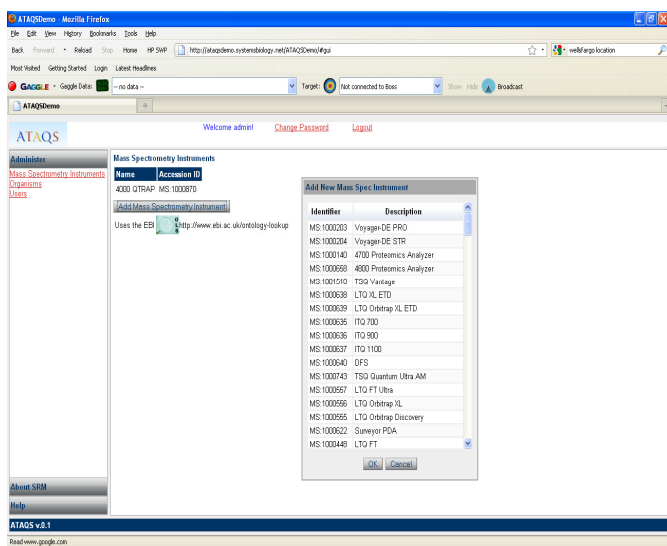 ATAQSDemo - Mozilla Firefox
File Edit View History Bookmarks Tools Help
Back Forward Reload Stop Home HP SWP http://ataqsdemo.systemsbiology.net/ATAQSDemo/#gui wellsfargo location
Most Visited Getting Started Login Latest Headlines
GAGGLE Gaggle Data: -- no data -- Target: Not connected to Boss Show Hide Broadcast
ATAQSDemo
ATAQS Welcome admin! Change Password Logout
Administer
Mass Spectrometry Instruments
Organisms
Users
Mass Spectrometry Instruments
Name Accession ID
4000 QTRAP MS:1000870
Add Mass Spectrometry Instrument
Uses the EBI OLS http://www.ebi.ac.uk/ontology-lookup
Add New Mass Spec Instrument
Identifier Description
MS:1000203 Voyager-DE PRO
MS:1000204 Voyager-DE STR
MS:1000140 4700 Proteomics Analyzer
MS:1000658 4800 Proteomics Analyzer
MS:1001510 TSQ Vantage
MS:1000638 LTQ XL ETD
MS:1000639 LTQ Orbitrap XL ETD
MS:1000635 ITQ 700
MS:1000636 ITQ 900
MS:1000637 ITQ 1100
MS:1000640 DFS
MS:1000743 TSQ Quantum Ultra AM
MS:1000557 LTQ FT Ultra
MS:1000556 LTQ Orbitrap XL
MS:1000555 LTQ Orbitrap Discovery
MS:1000622 Surveyor PDA
MS:1000448 LTQ FT
OK Cancel
About SRM
Help
ATAQS v.0.1
Read www.google.com